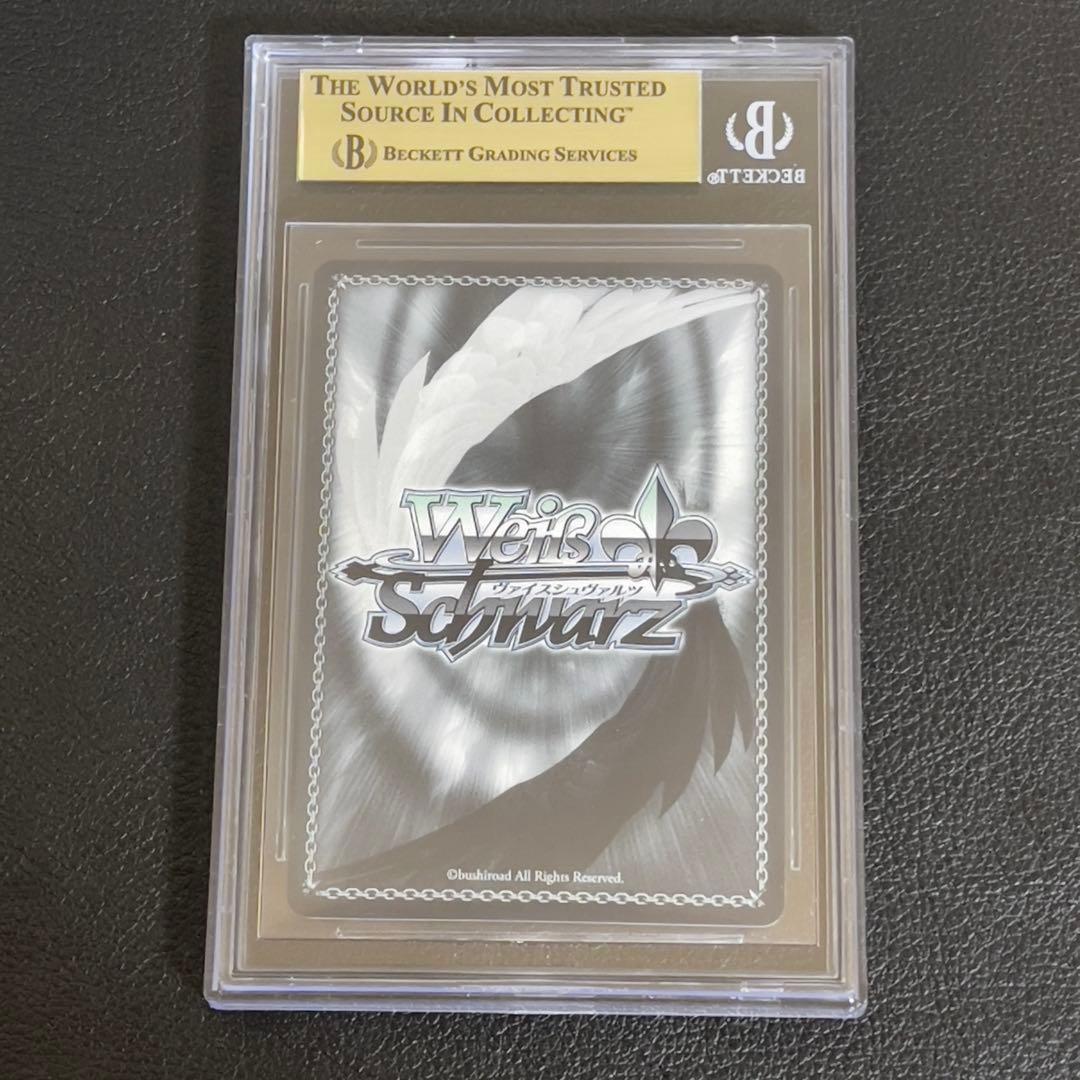 THE WORLD'S MOST TRUSTED
SOURCE IN COLLECTING™
B BECKETT GRADING SERVICES
B
BECKETT®
Weiß
ヴァイスシュヴァルツ
Schwarz
©bushiroad All Rights Reserved.